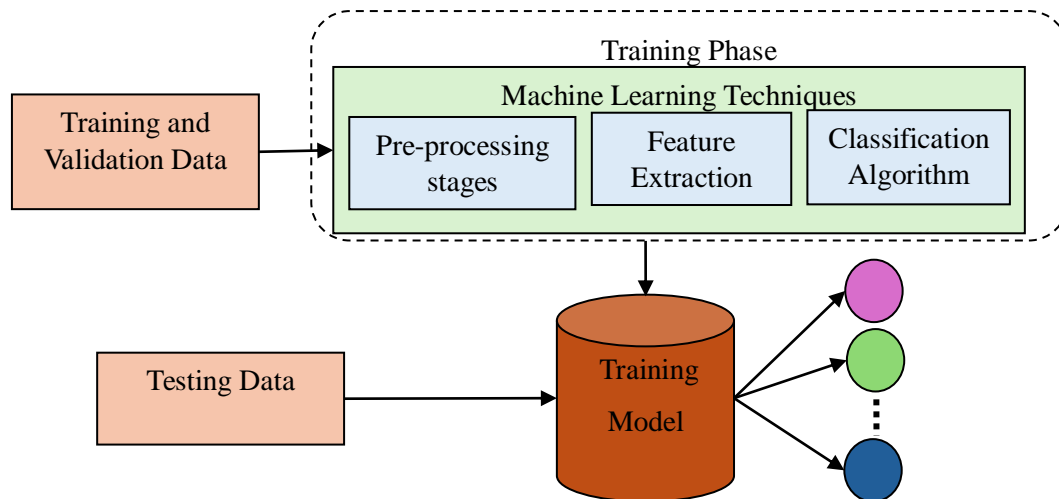 Training Phase
Machine Learning Techniques
Training and
Validation Data
Pre-processing
stages
Feature
Extraction
Classification
Algorithm
Testing Data
Training
Model